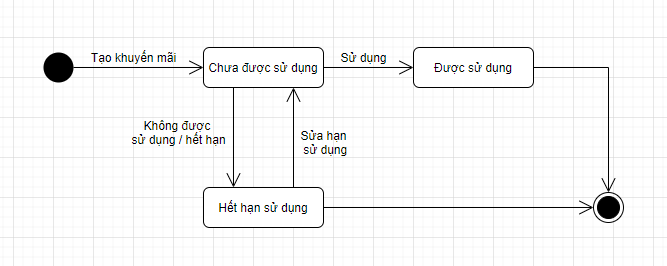 Tạo khuyến mãi
Chưa được sử dụng
Sử dụng
Được sử dụng
Không được
sử dụng / hết hạn
Sửa hạn
sử dụng
Hết hạn sử dụng